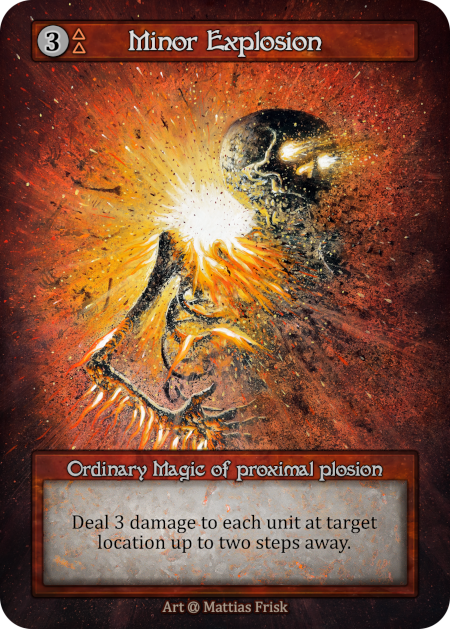 3 Minor Explosion
Ordinary Magic of proximal plosion
Deal 3 damage to each unit at target
location up to two steps away.
Art @ Mattias Frisk